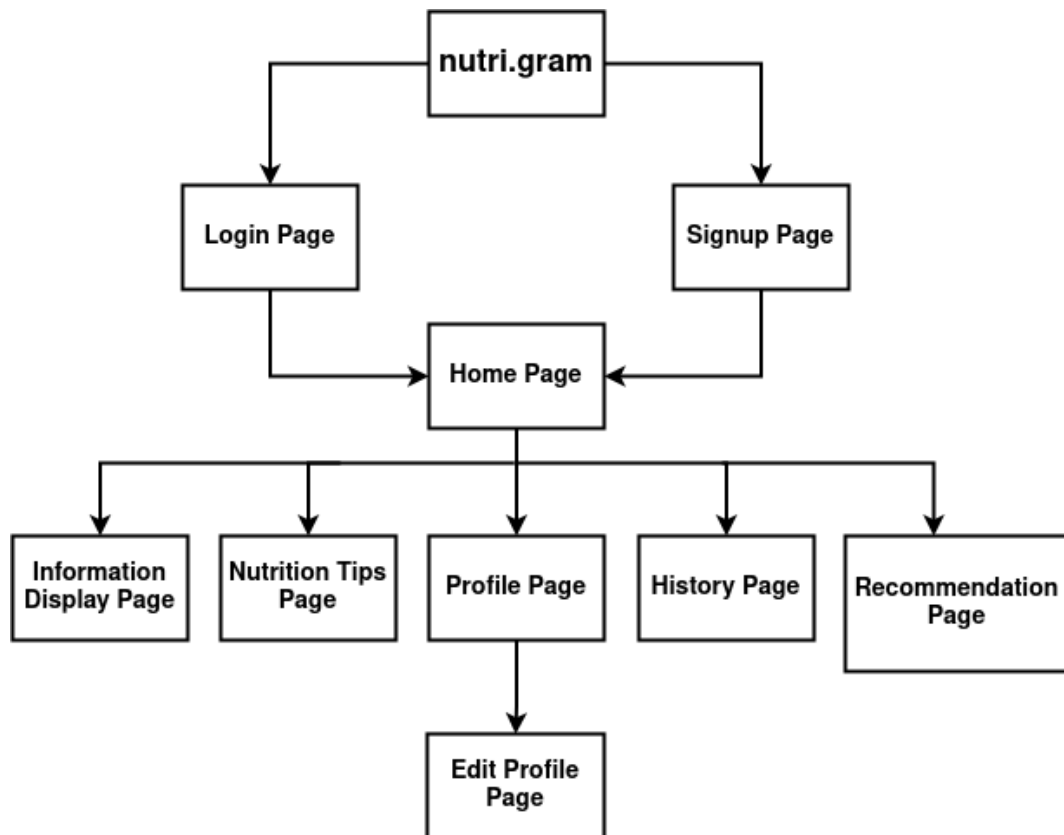 nutri.gram
Login Page
Signup Page
Home Page
Information
Display Page
Nutrition Tips
Page
Profile Page
History Page
Recommendation
Page
Edit Profile
Page